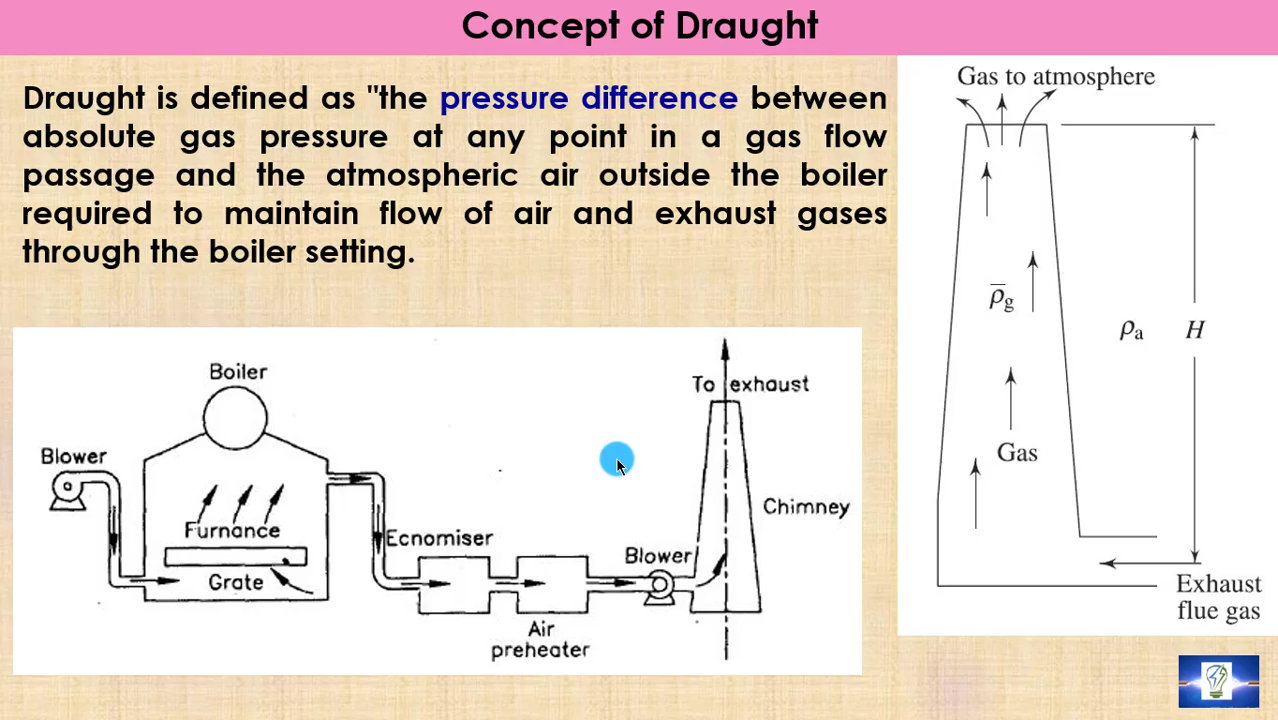 Concept of Draught
Draught is defined as "the pressure difference between
absolute gas pressure at any point in a gas flow
passage and the atmospheric air outside the boiler
required to maintain flow of air and exhaust gases
through the boiler setting.
Boiler
Blower
Furnance
Grate
Ecnomiser
Air
preheater
Blower
To exhaust
Chimney
Gas to atmosphere
ρ̅g
ρa
H
Gas
Exhaust
flue gas